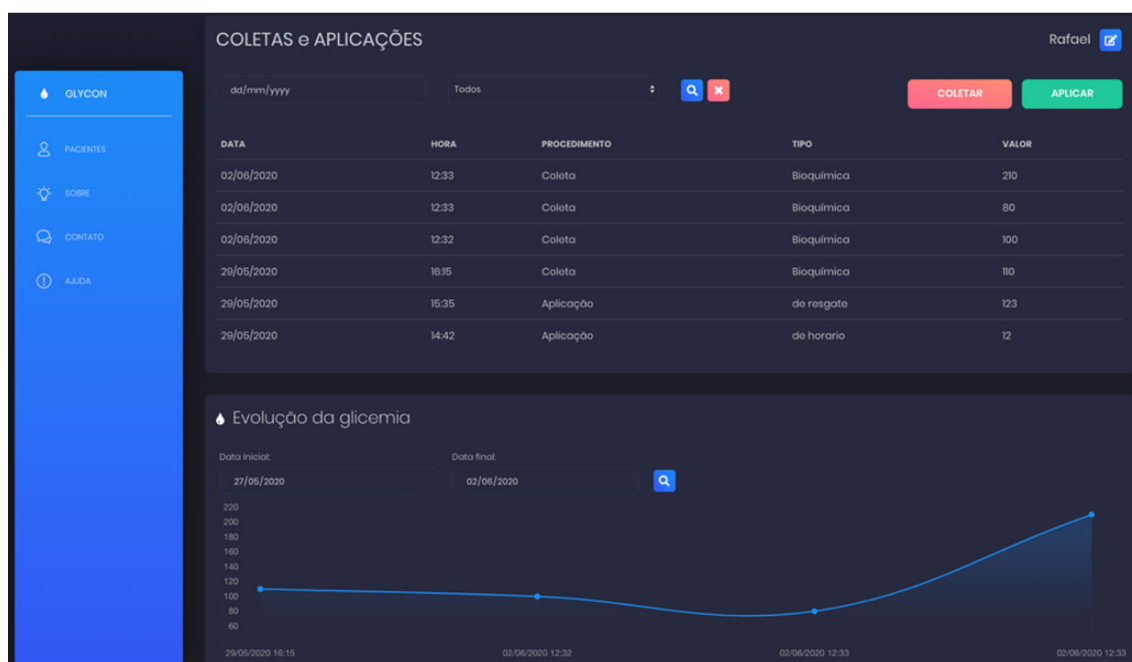 COLETAS e APLICAÇÕES
Rafael
GLYCON
PACIENTES
SOBRE
CONTATO
AJUDA
dd/mm/yyyy
Todos
COLETAR
APLICAR
DATA HORA PROCEDIMENTO TIPO VALOR
02/06/2020 12:33 Coleta Bioquímica 210
02/06/2020 12:33 Coleta Bioquímica 80
02/06/2020 12:32 Coleta Bioquímica 100
29/05/2020 16:15 Coleta Bioquímica 110
29/05/2020 15:35 Aplicação de resgate 123
29/05/2020 14:42 Aplicação de horario 12
Evolução da glicemia
Data inicial: Data final:
27/05/2020 02/06/2020
220
200
180
160
140
120
100
80
60
29/05/2020 16:15 02/06/2020 12:32 02/06/2020 12:33 02/06/2020 12:33